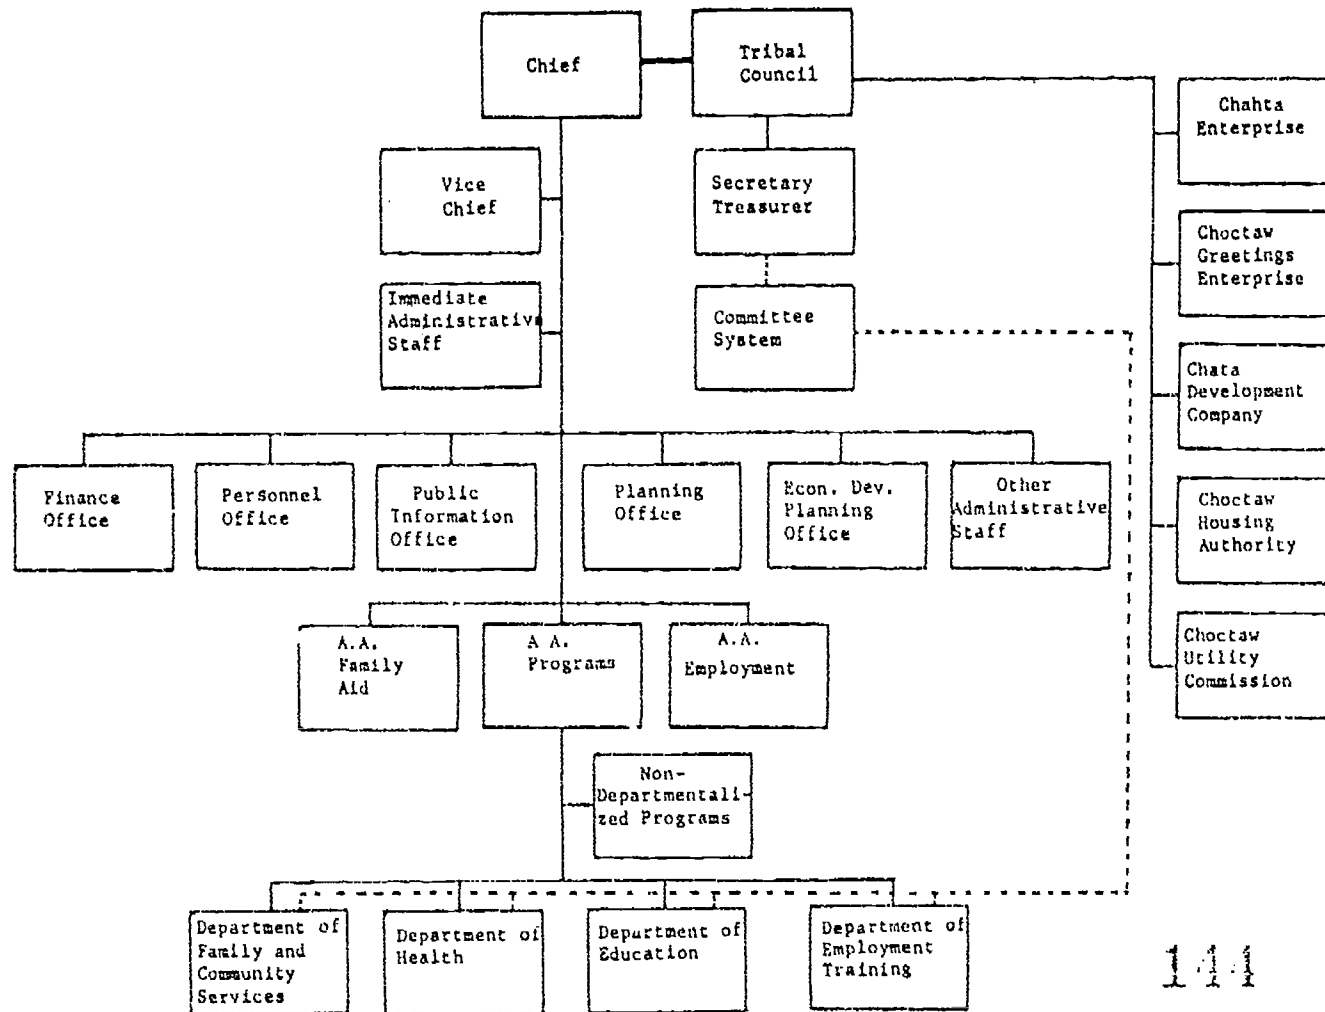 Chief
Tribal
Council
Chahta
Enterprise
Vice
Chief
Secretary
Treasurer
Choctaw
Greetings
Enterprise
Immediate
Administrative
Staff
Committee
System
Chata
Development
Company
Finance
Office
Personnel
Office
Public
Information
Office
Planning
Office
Econ. Dev.
Planning
Office
Other
Administrative
Staff
Choctaw
Housing
Authority
A.A.
Family
Aid
A.A.
Programs
A.A.
Employment
Choctaw
Utility
Commission
Non-
Departmentali-
zed Programs
Department of
Family and
Community
Services
Department of
Health
Department of
Education
Department of
Employment
Training
144